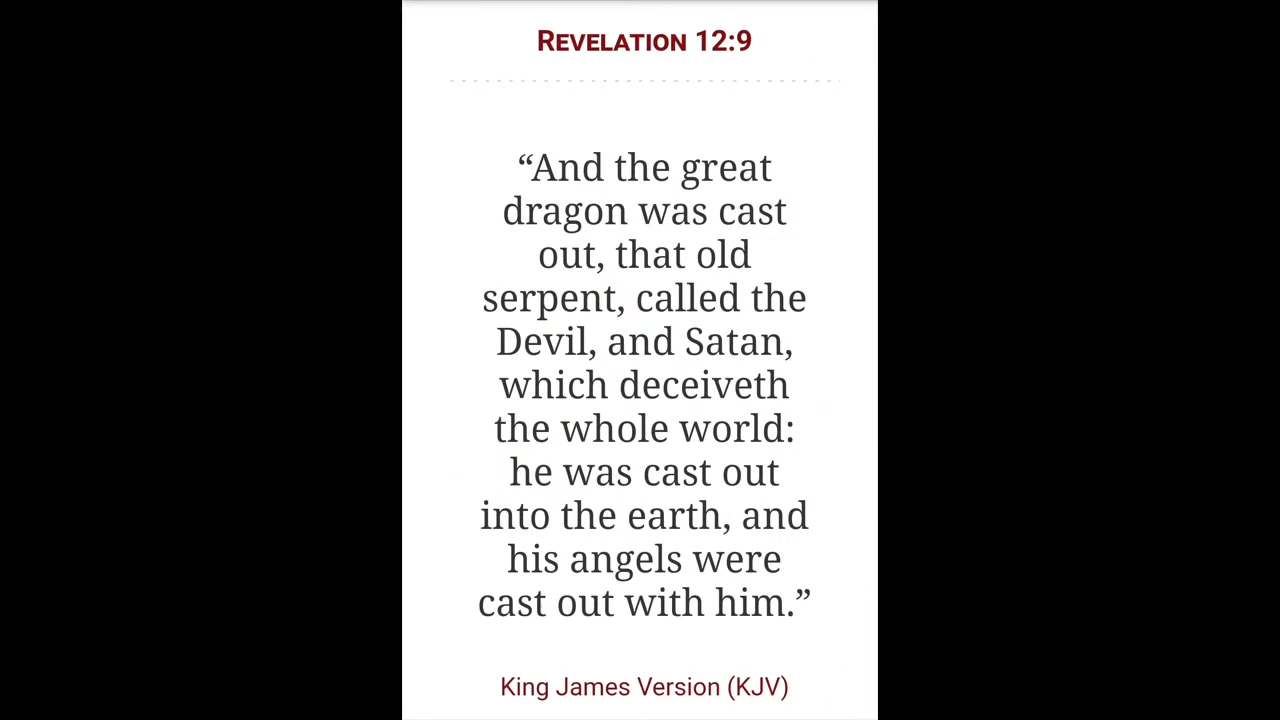 REVELATION 12:9
“And the great
dragon was cast
out, that old
serpent, called the
Devil, and Satan,
which deceiveth
the whole world:
he was cast out
into the earth, and
his angels were
cast out with him.”
King James Version (KJV)